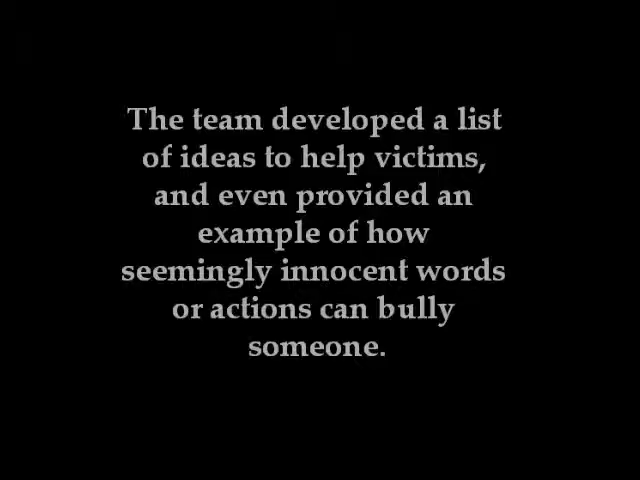 The team developed a list
of ideas to help victims,
and even provided an
example of how
seemingly innocent words
or actions can bully
someone.